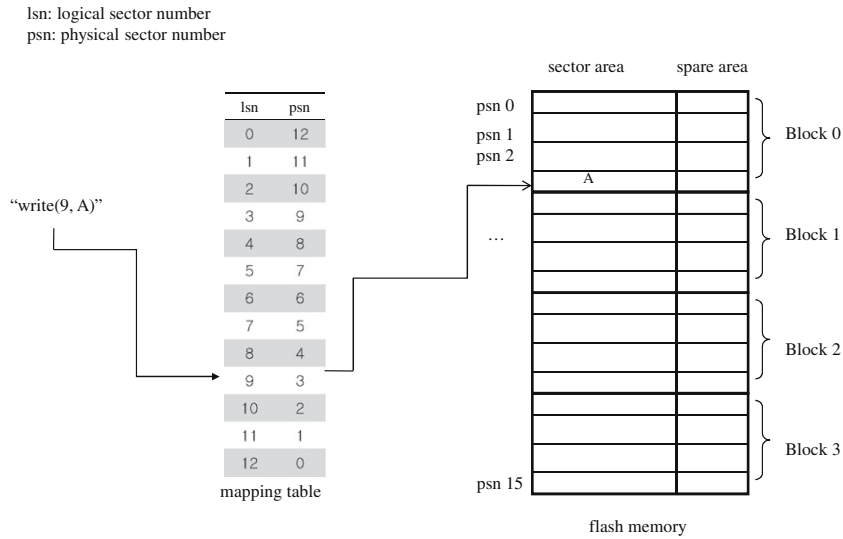 lsn: logical sector number
psn: physical sector number
sector area spare area
lsn psn
0 12
1 11
2 10
3 9
4 8
5 7
6 6
7 5
8 4
9 3
10 2
11 1
12 0
mapping table
“write(9, A)”
psn 0
psn 1
psn 2
A
...
psn 15
Block 0
Block 1
Block 2
Block 3
flash memory